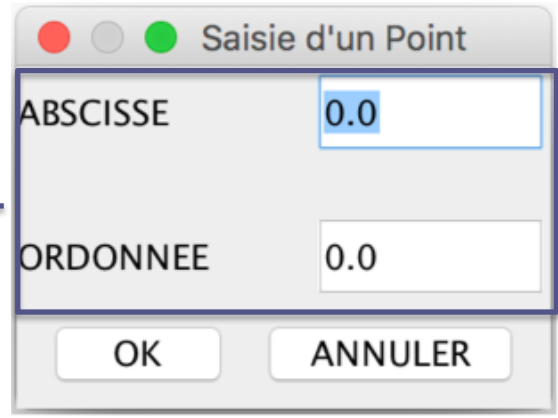 Saisie d'un Point
ABSCISSE 0.0
ORDONNEE 0.0
OK ANNULER